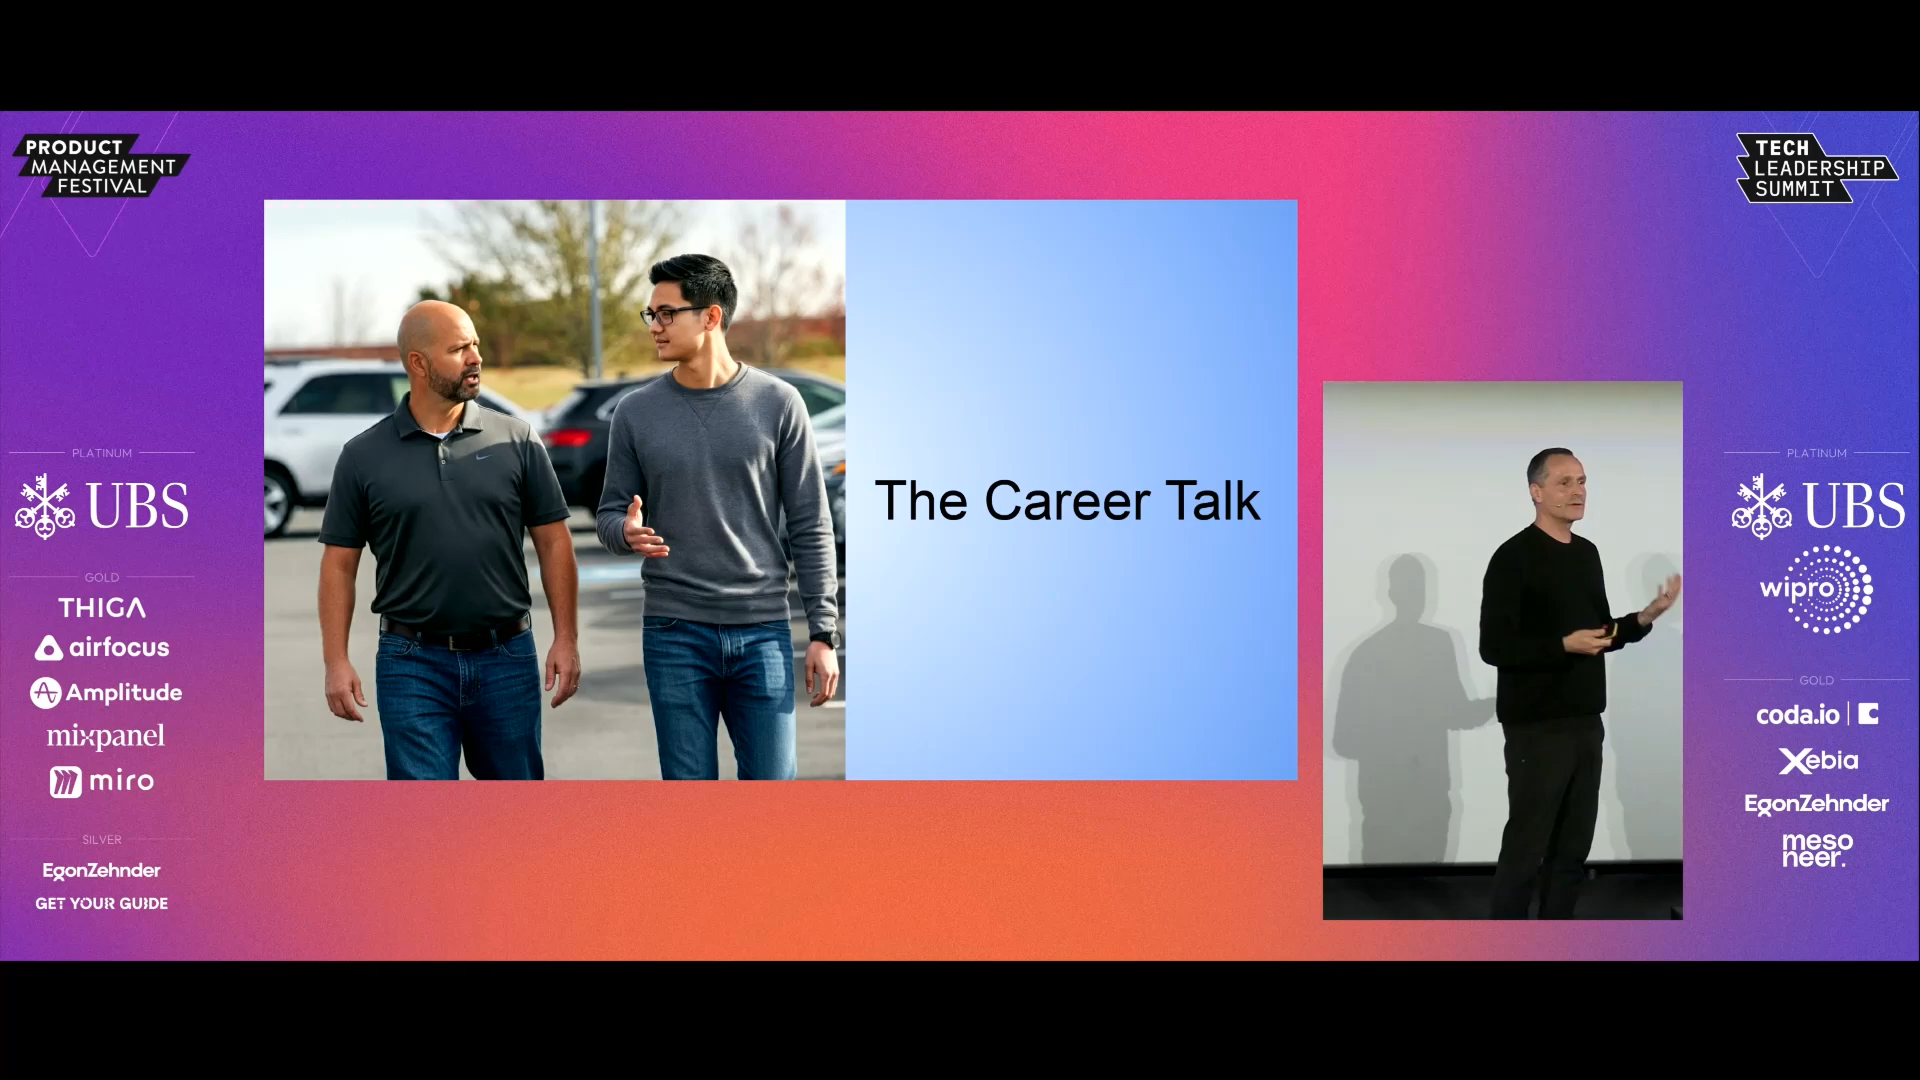 PRODUCT
MANAGEMENT
FESTIVAL
TECH
LEADERSHIP
SUMMIT
The Career Talk
PLATINUM
UBS
GOLD
THIGA
airfocus
Amplitude
mixpanel
miro
SILVER
EgonZehnder
GET YOUR GUIDE
PLATINUM
UBS
wipro
GOLD
coda.io
Xebia
EgonZehnder
meso
neer.